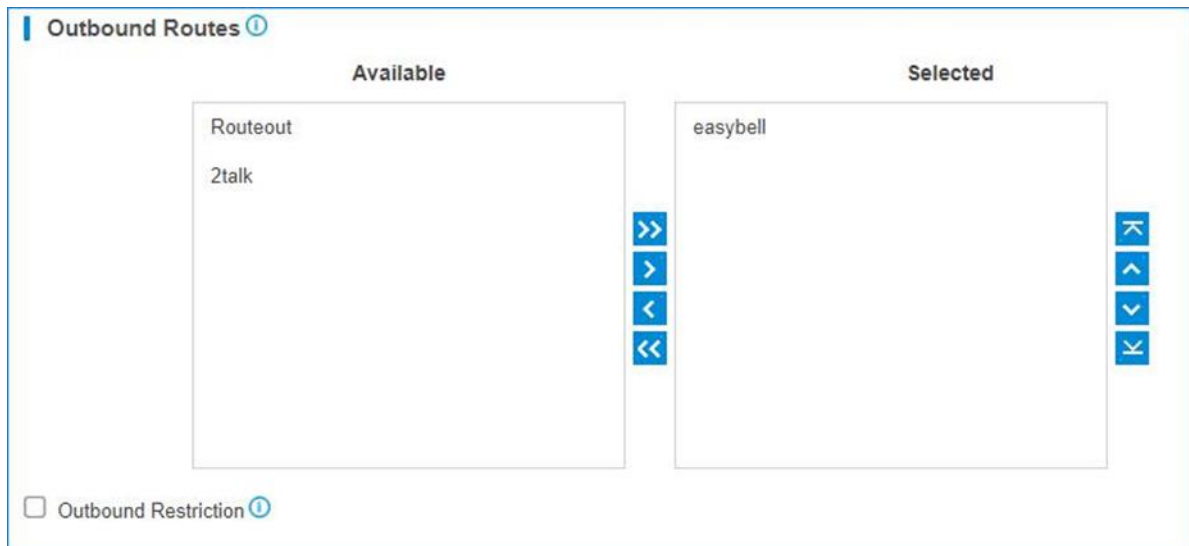 Outbound Routes
Available
Selected
Routeout
2talk
easybell
Outbound Restriction